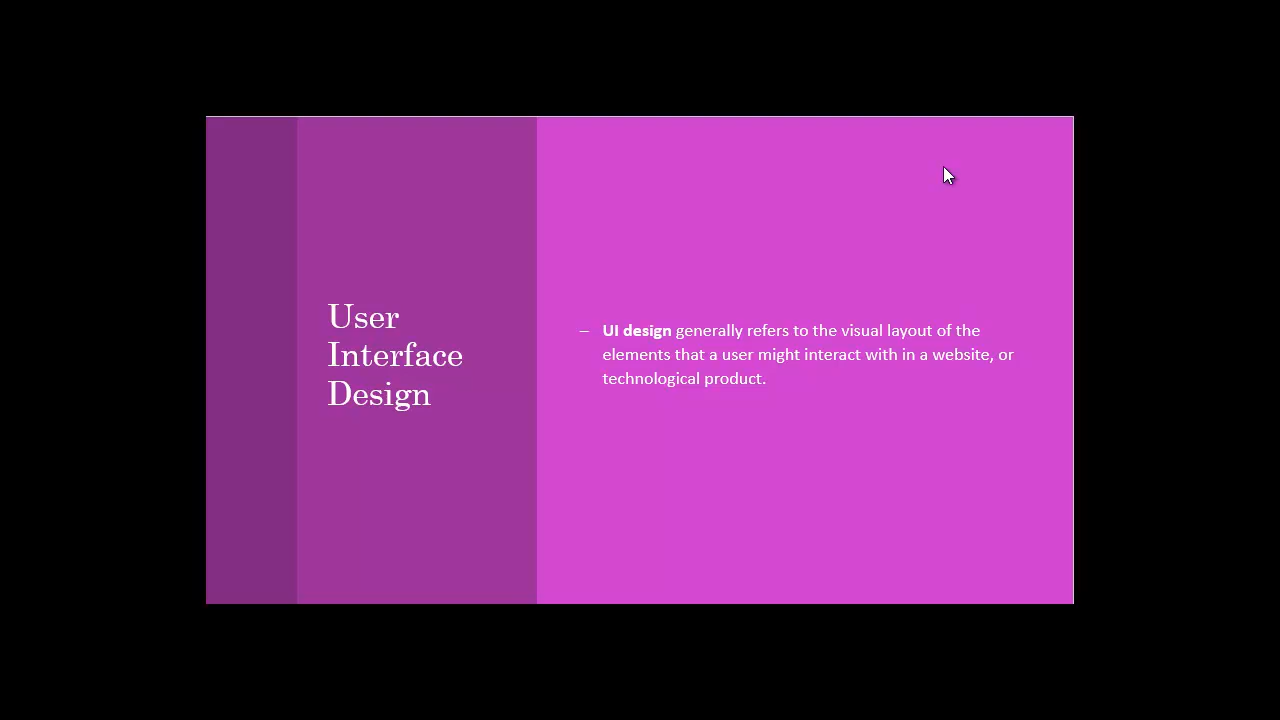 User
Interface
Design
– UI design generally refers to the visual layout of the
elements that a user might interact with in a website, or
technological product.